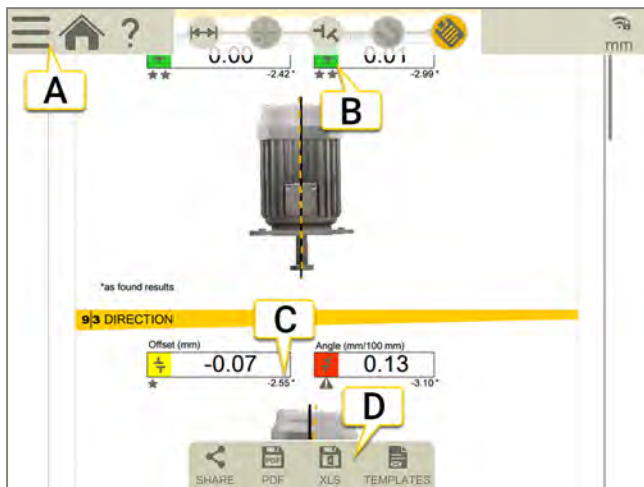 ?
mm
A
0.00
0.01
-2.42*
-2.99*
B
*as found results
9 3 DIRECTION
C
Offset (mm)
-0.07
-2.55*
Angle (mm/100 mm)
0.13
-3.10*
D
SHARE
PDF
PDF
XLS
TEMPLATES